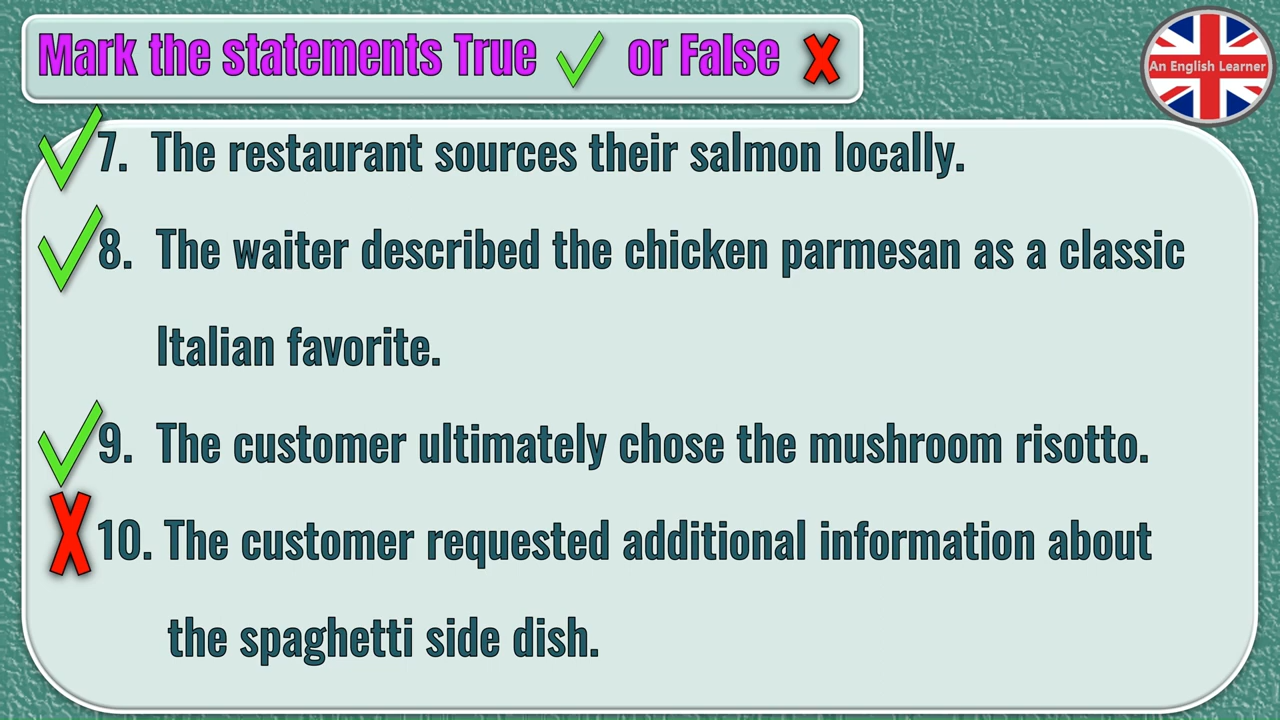 Mark the statements True ✓ or False ✗
An English Learner
7. The restaurant sources their salmon locally.
8. The waiter described the chicken parmesan as a classic
Italian favorite.
9. The customer ultimately chose the mushroom risotto.
10. The customer requested additional information about
the spaghetti side dish.